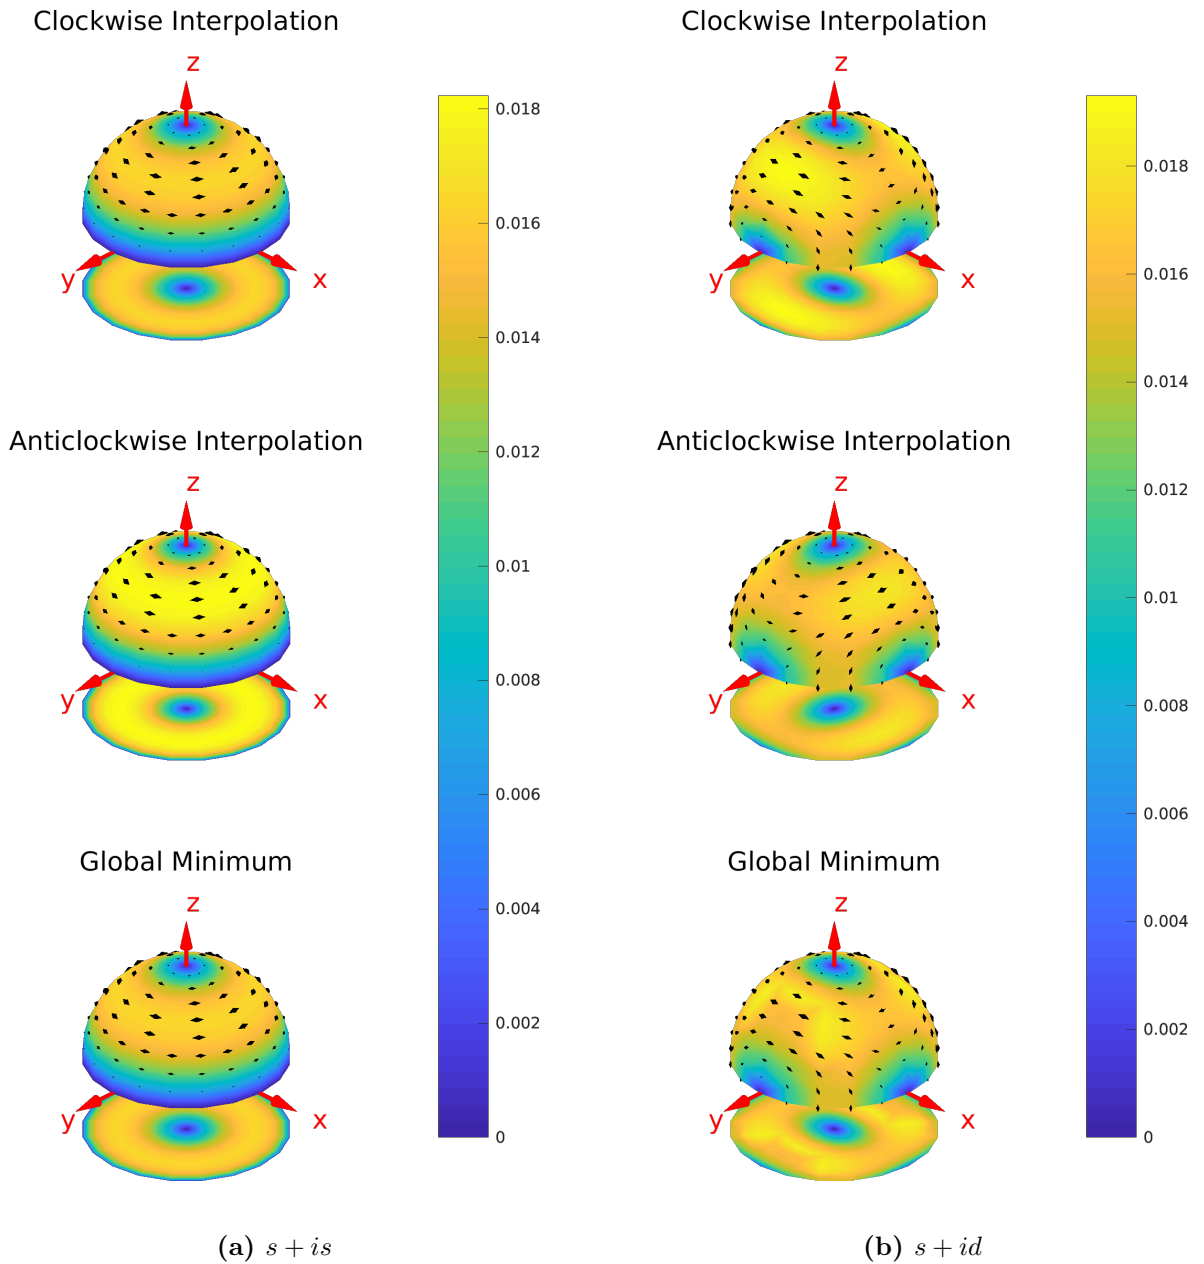 Clockwise Interpolation
z
y
x
0.018
0.016
0.014
0.012
0.01
0.008
0.006
0.004
0.002
0
Anticlockwise Interpolation
z
y
x
Global Minimum
z
y
x
(a) s + is
Clockwise Interpolation
z
y
x
0.018
0.016
0.014
0.012
0.01
0.008
0.006
0.004
0.002
0
Anticlockwise Interpolation
z
y
x
Global Minimum
z
y
x
(b) s + id